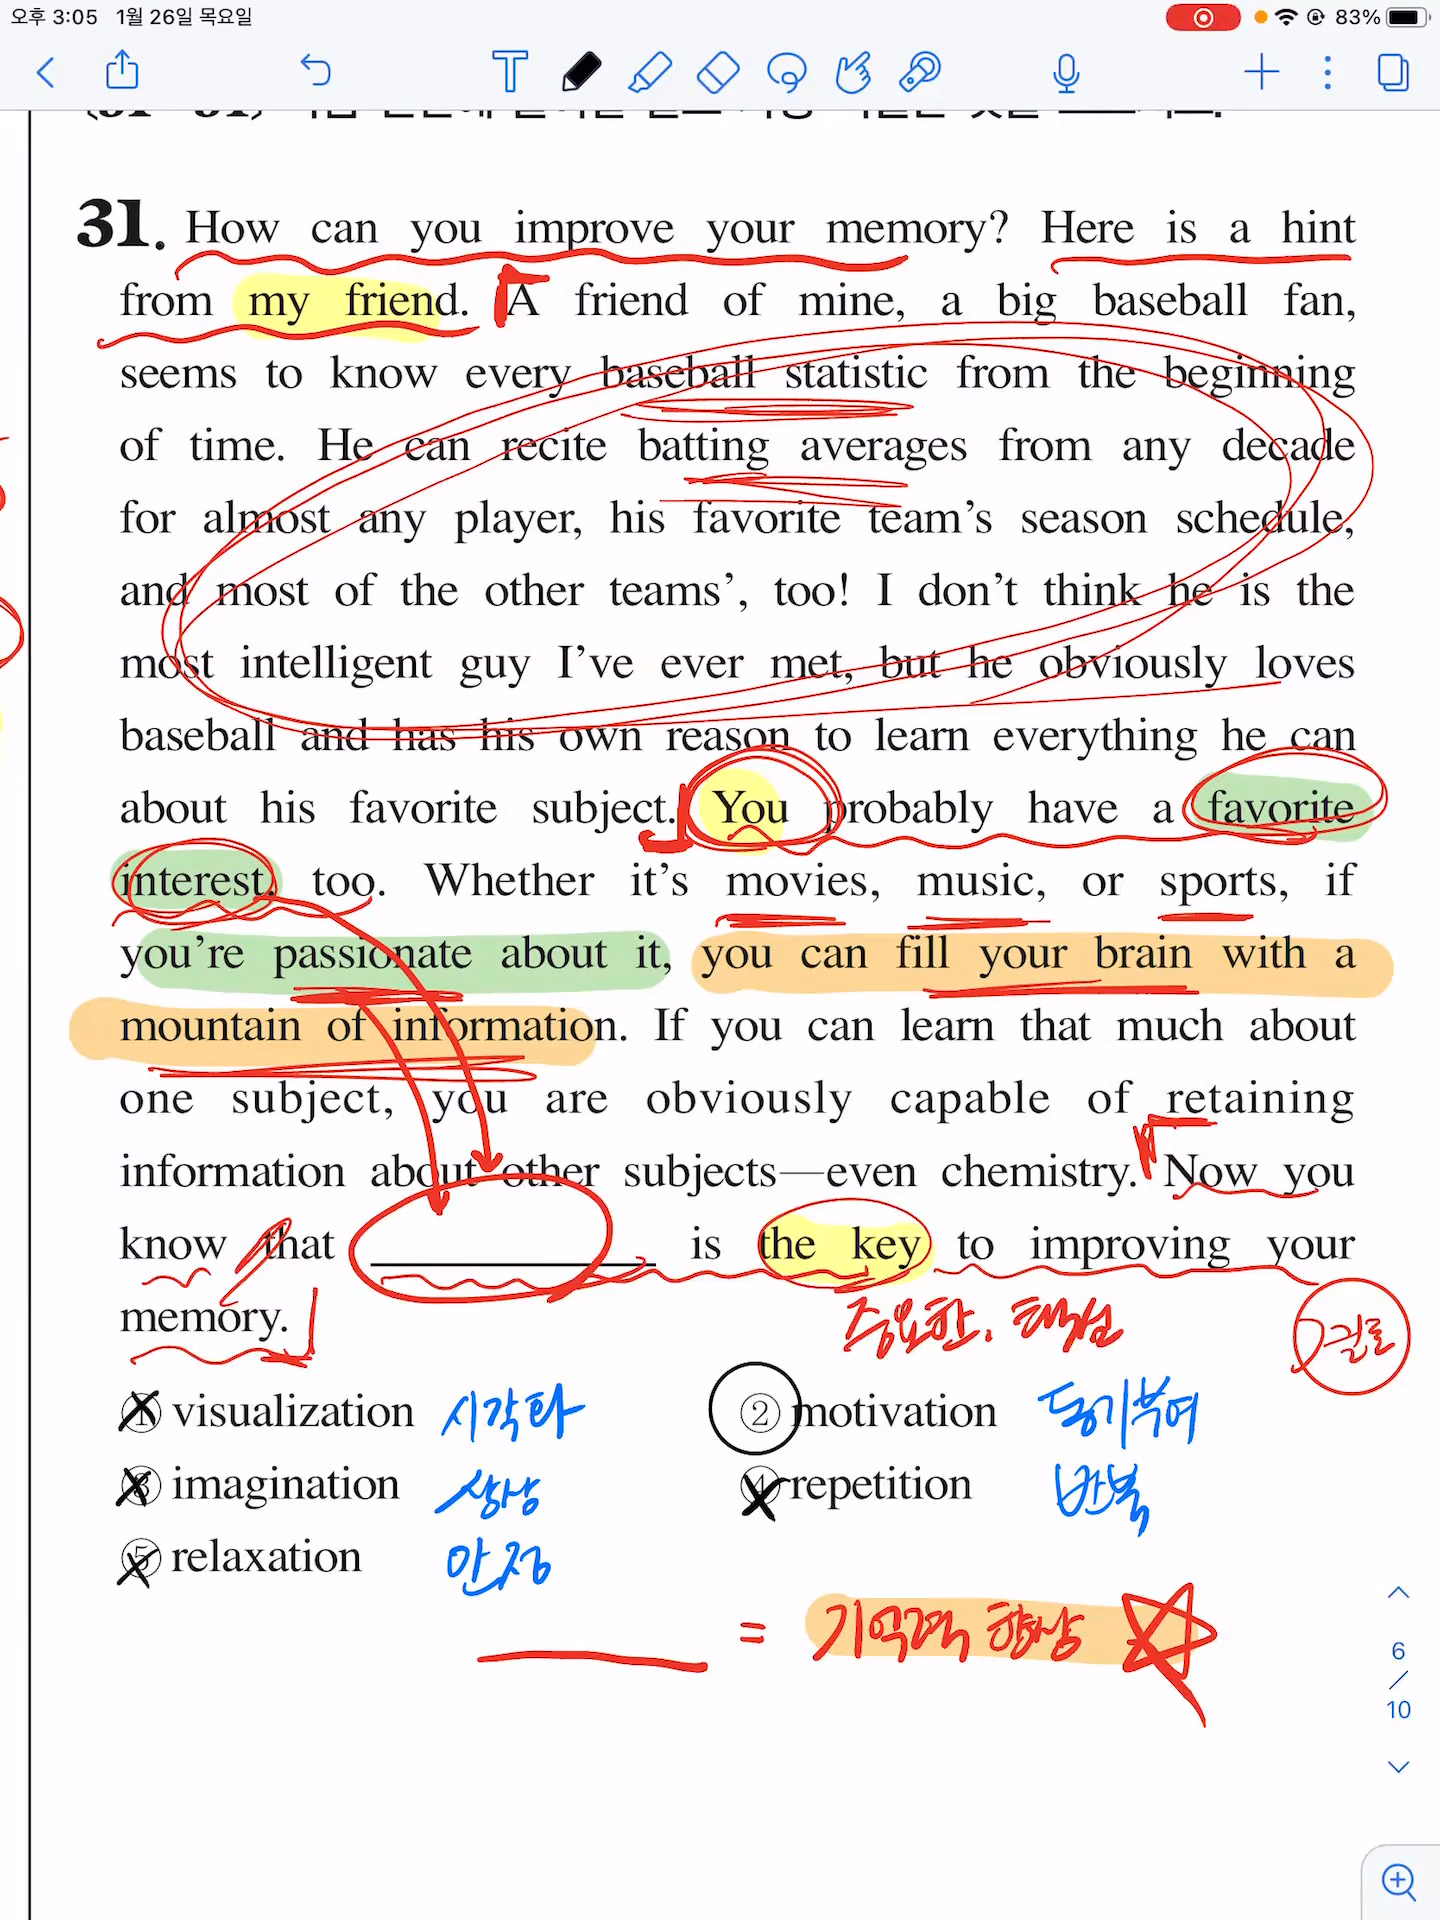 오후 3:05 1월 26일 목요일 83%
31. How can you improve your memory? Here is a hint
from my friend. A friend of mine, a big baseball fan,
seems to know every baseball statistic from the beginning
of time. He can recite batting averages from any decade
for almost any player, his favorite team's season schedule,
and most of the other teams', too! I don't think he is the
most intelligent guy I've ever met, but he obviously loves
baseball and has his own reason to learn everything he can
about his favorite subject. You probably have a favorite
interest, too. Whether it's movies, music, or sports, if
you're passionate about it, you can fill your brain with a
mountain of information. If you can learn that much about
one subject, you are obviously capable of retaining
information about other subjects—even chemistry. Now you
know that ____________ is the key to improving your
memory.
중요한, 핵심
결론
① visualization 시각화 ② motivation 동기부여
③ imagination 상상 ④ repetition 반복
⑤ relaxation 안정
= 기억력 향상
6
/
10